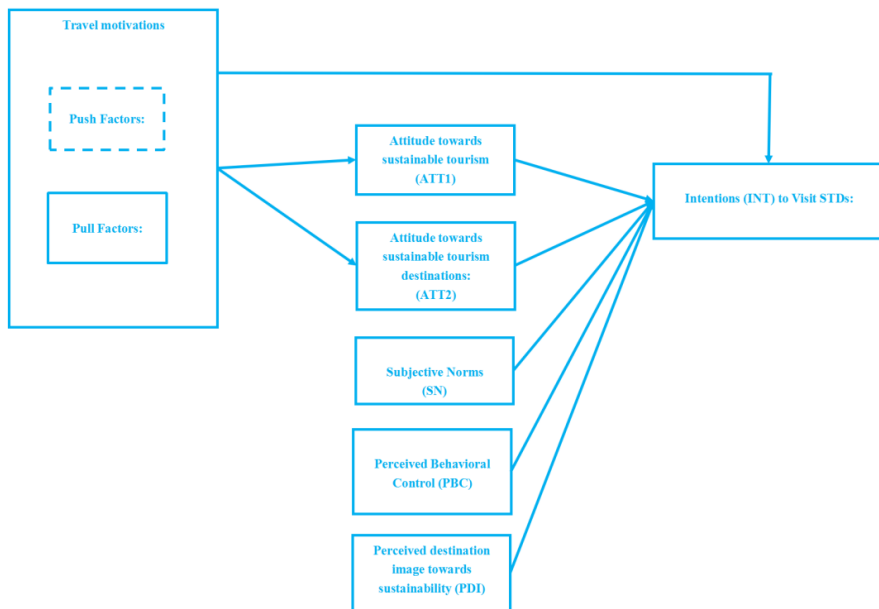 Travel motivations
Push Factors:
Pull Factors:
Attitude towards
sustainable tourism
(ATT1)
Attitude towards
sustainable tourism
destinations:
(ATT2)
Subjective Norms
(SN)
Perceived Behavioral
Control (PBC)
Perceived destination
image towards
sustainability (PDI)
Intentions (INT) to Visit STDs: